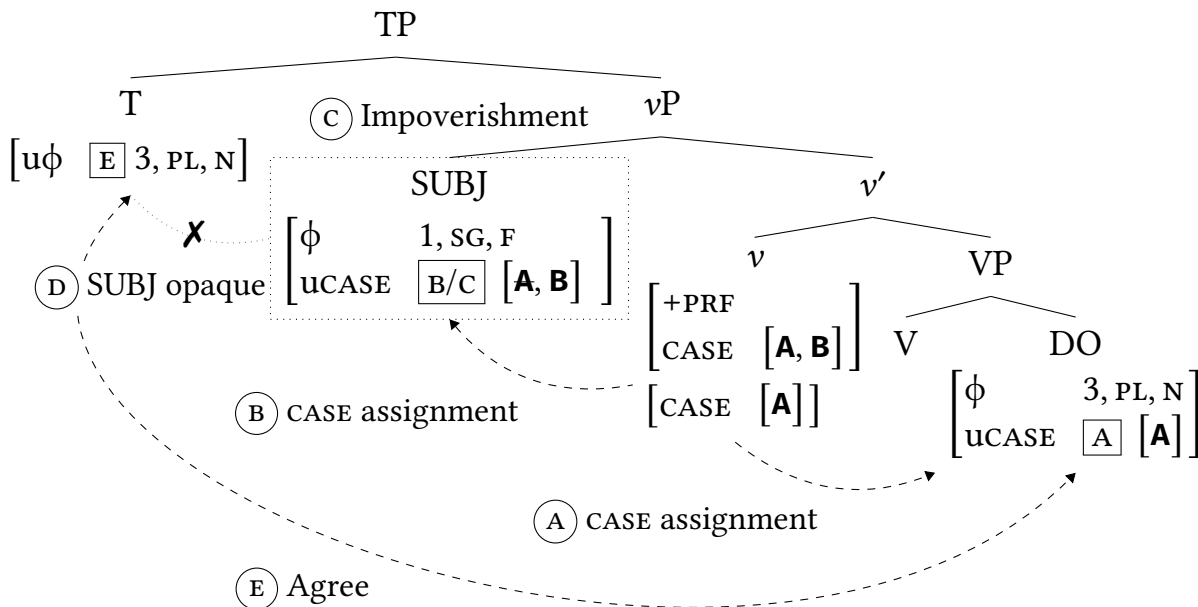 TP
T
vP
Ⓒ Impoverishment
[uϕ E 3, PL, N]
SUBJ
v′
ϕ 1, SG, F
uCASE B/C [A, B]
✗
Ⓓ SUBJ opaque
v
VP
+PRF
CASE [A, B]
V
DO
[CASE [A]]
ϕ 3, PL, N
uCASE A [A]
Ⓑ CASE assignment
Ⓐ CASE assignment
Ⓔ Agree